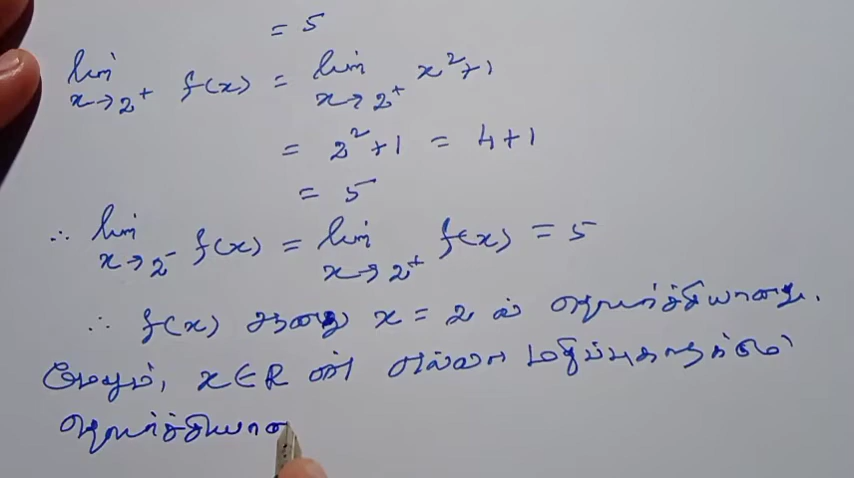 = 5
lim x→2⁺ f(x) = lim x→2⁺ x²+1
= 2²+1 = 4+1
= 5
∴ lim x→2⁻ f(x) = lim x→2⁺ f(x) = 5
∴ f(x) ஆனது x = 2 ல் தொடர்ச்சியானது.
மேலும், x∈R ன் எல்லா மதிப்புகளுக்கும்
தொடர்ச்சியான